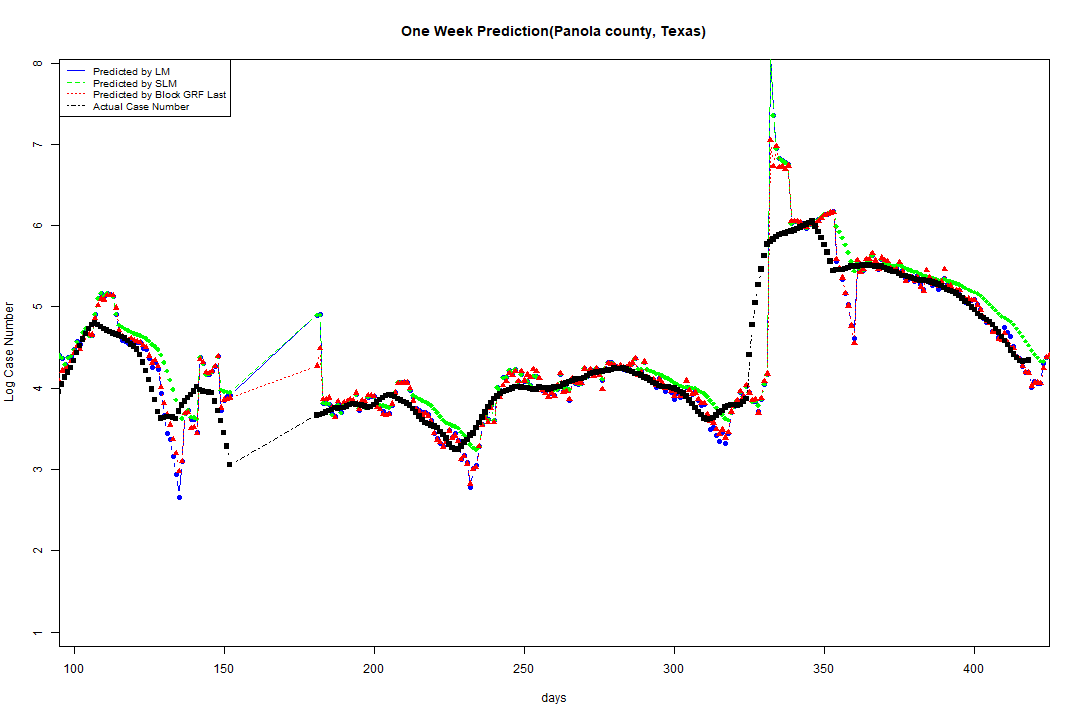 One Week Prediction(Panola county, Texas)
Predicted by LM
Predicted by SLM
Predicted by Block GRF Last
Actual Case Number
8
7
6
5
4
3
2
1
Log Case Number
100 150 200 250 300 350 400
days